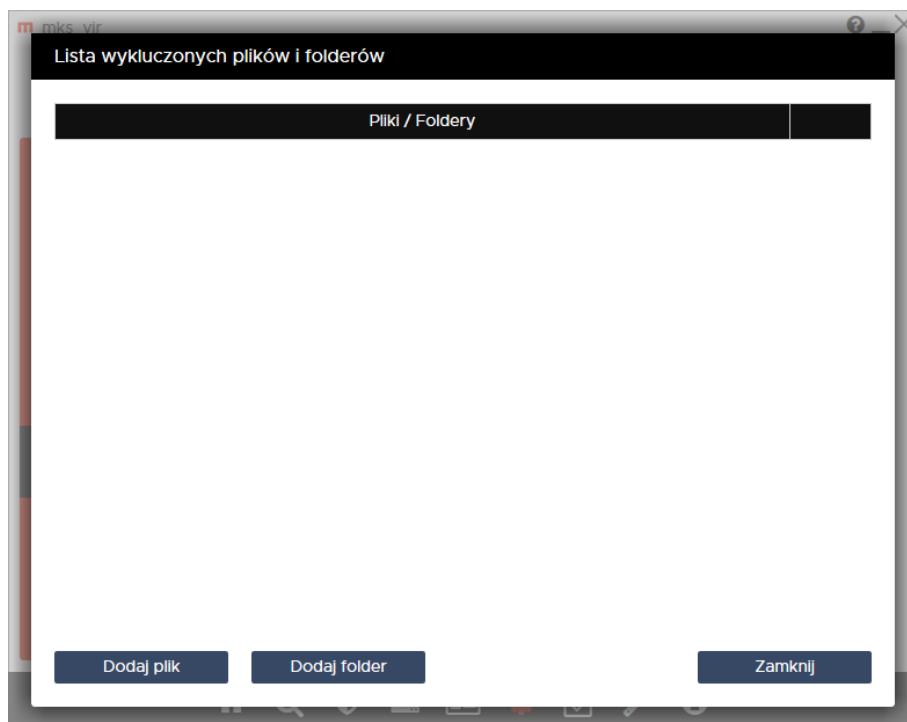 m mks_vir
Lista wykluczonych plików i folderów
Pliki / Foldery
Dodaj plik
Dodaj folder
Zamknij